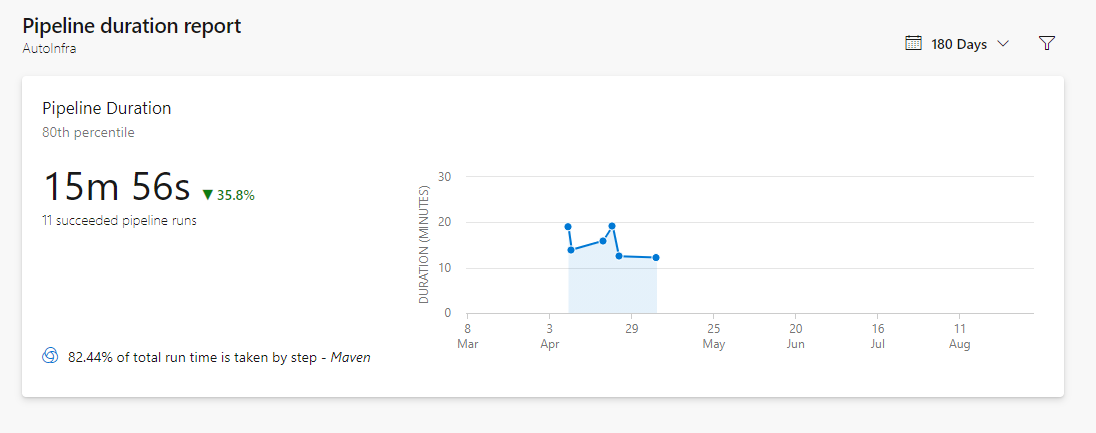 Pipeline duration report
AutoInfra
180 Days
Pipeline Duration
80th percentile
15m 56s ▼ 35.8%
11 succeeded pipeline runs
82.44% of total run time is taken by step - Maven
DURATION (MINUTES)
30
20
10
0
8 3 29 25 20 16 11
Mar Apr May Jun Jul Aug